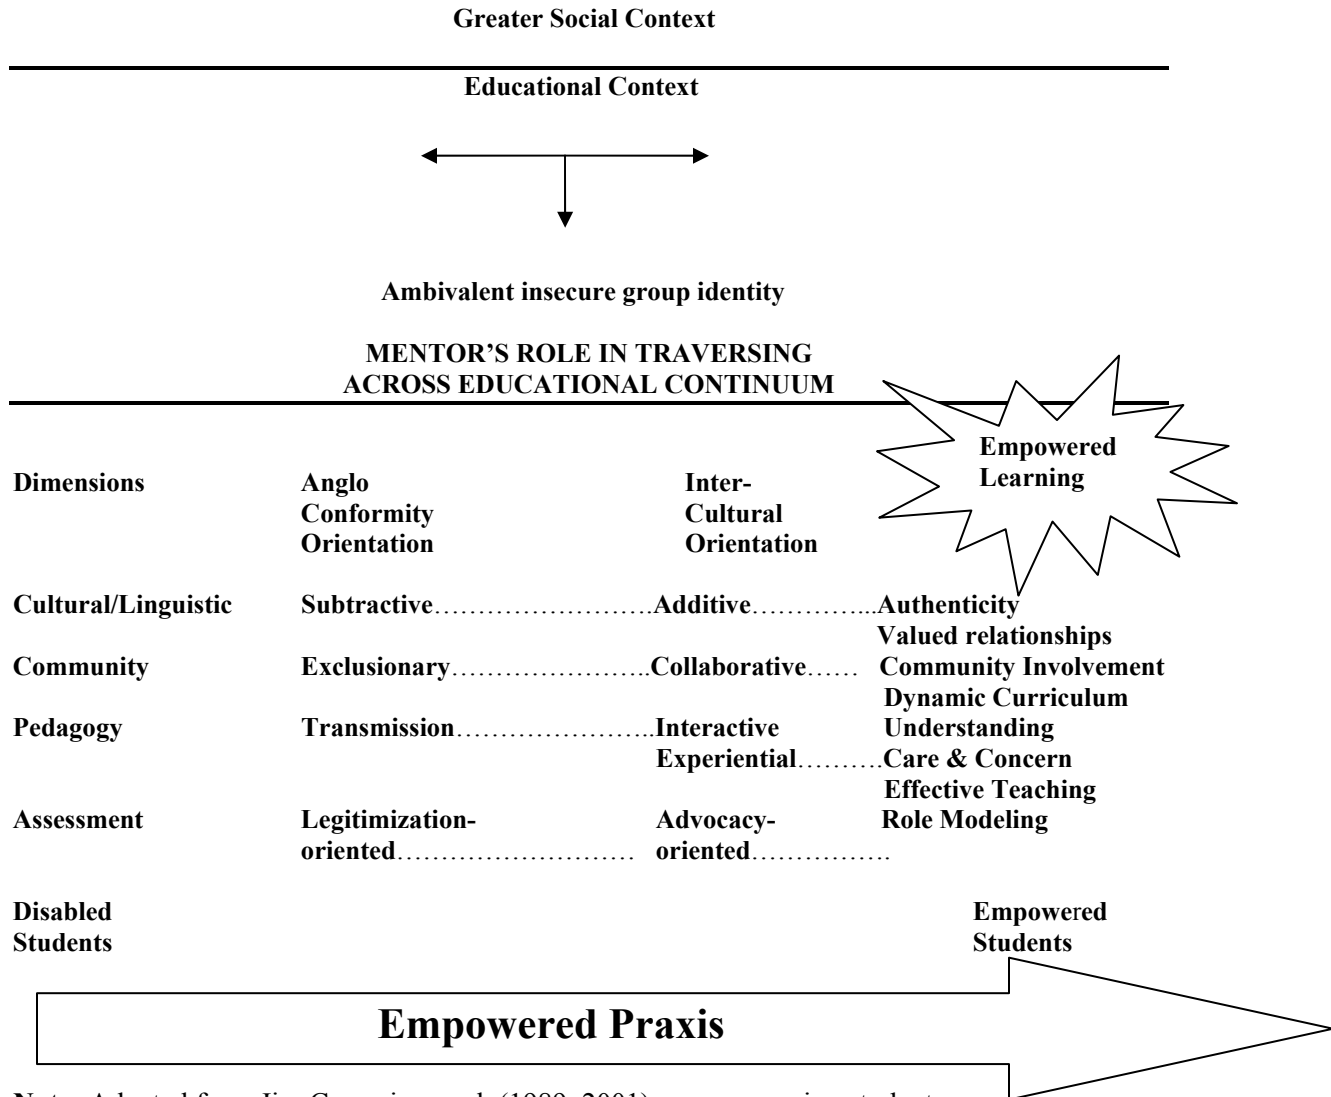 Greater Social Context
Educational Context
Ambivalent insecure group identity
MENTOR’S ROLE IN TRAVERSING
ACROSS EDUCATIONAL CONTINUUM
Empowered
Learning
Dimensions Anglo Inter-
Conformity Cultural
Orientation Orientation
Cultural/Linguistic Subtractive…………………….Additive…………...Authenticity
Valued relationships
Community Exclusionary…………………..Collaborative…… Community Involvement
Dynamic Curriculum
Pedagogy Transmission…………………..Interactive Understanding
Experiential……….Care & Concern
Effective Teaching
Assessment Legitimization- Advocacy- Role Modeling
oriented……………………… oriented…………….
Disabled Empowered
Students Students
Empowered Praxis